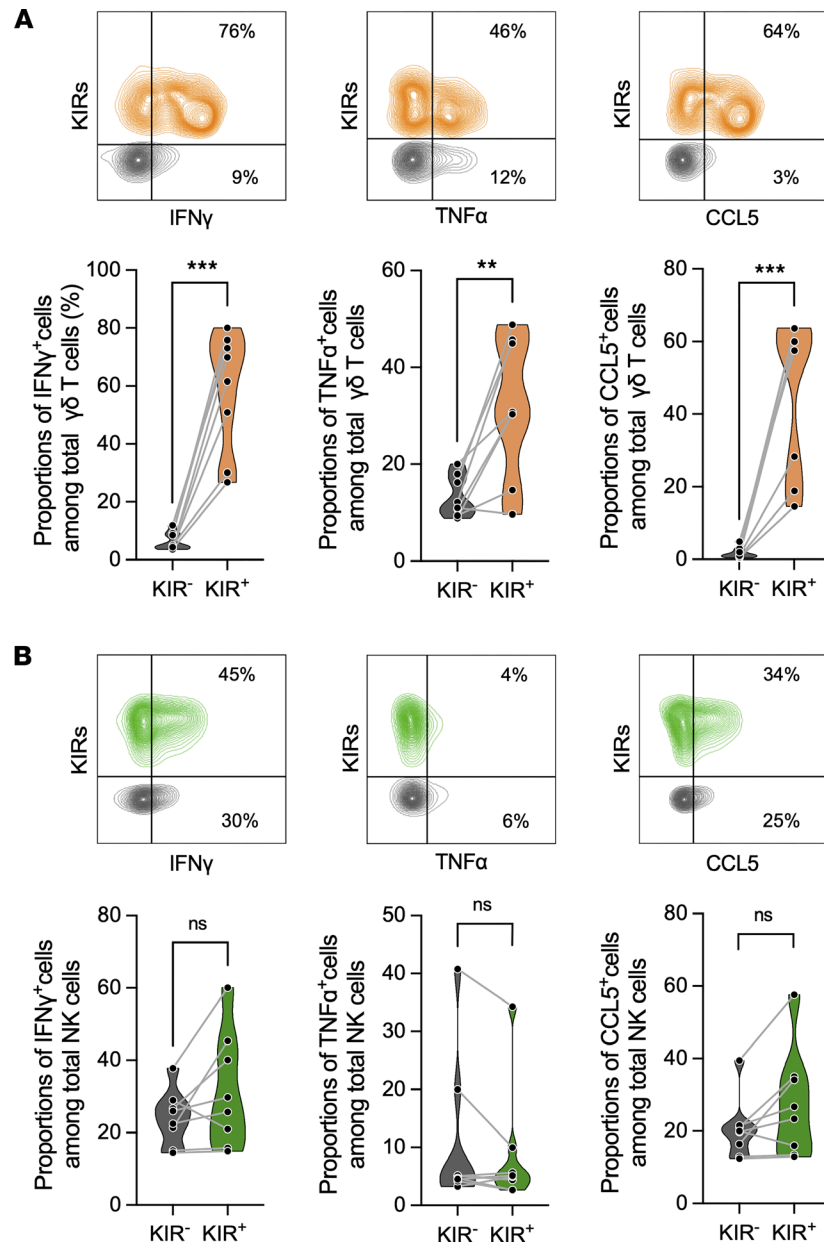 A
76%
9%
KIRs
IFNγ
46%
12%
KIRs
TNFα
64%
3%
KIRs
CCL5
Proportions of IFNγ⁺cells
among total γδ T cells (%)
100
80
60
40
20
0
***
KIR⁻ KIR⁺
Proportions of TNFα⁺cells
among total γδ T cells
60
40
20
0
**
KIR⁻ KIR⁺
Proportions of CCL5⁺cells
among total γδ T cells
80
60
40
20
0
***
KIR⁻ KIR⁺
B
45%
30%
KIRs
IFNγ
4%
6%
KIRs
TNFα
34%
25%
KIRs
CCL5
Proportions of IFNγ⁺cells
among total NK cells
80
60
40
20
0
ns
KIR⁻ KIR⁺
Proportions of TNFα⁺cells
among total NK cells
50
40
30
20
10
0
ns
KIR⁻ KIR⁺
Proportions of CCL5⁺cells
among total NK cells
80
60
40
20
0
ns
KIR⁻ KIR⁺